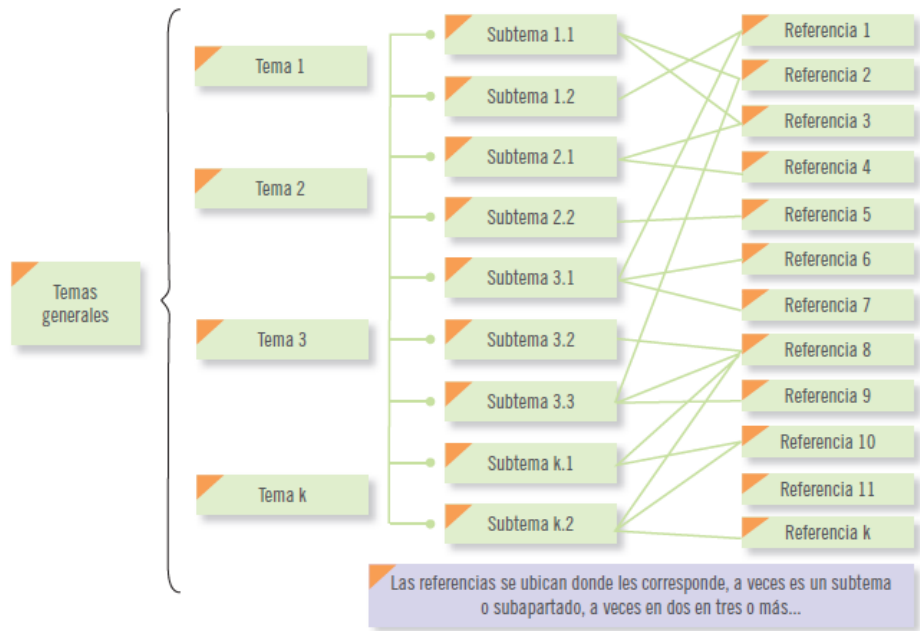 Temas
generales
Tema 1
Tema 2
Tema 3
Tema k
Subtema 1.1
Subtema 1.2
Subtema 2.1
Subtema 2.2
Subtema 3.1
Subtema 3.2
Subtema 3.3
Subtema k.1
Subtema k.2
Referencia 1
Referencia 2
Referencia 3
Referencia 4
Referencia 5
Referencia 6
Referencia 7
Referencia 8
Referencia 9
Referencia 10
Referencia 11
Referencia k
Las referencias se ubican donde les corresponde, a veces es un subtema
o subapartado, a veces en dos en tres o más...